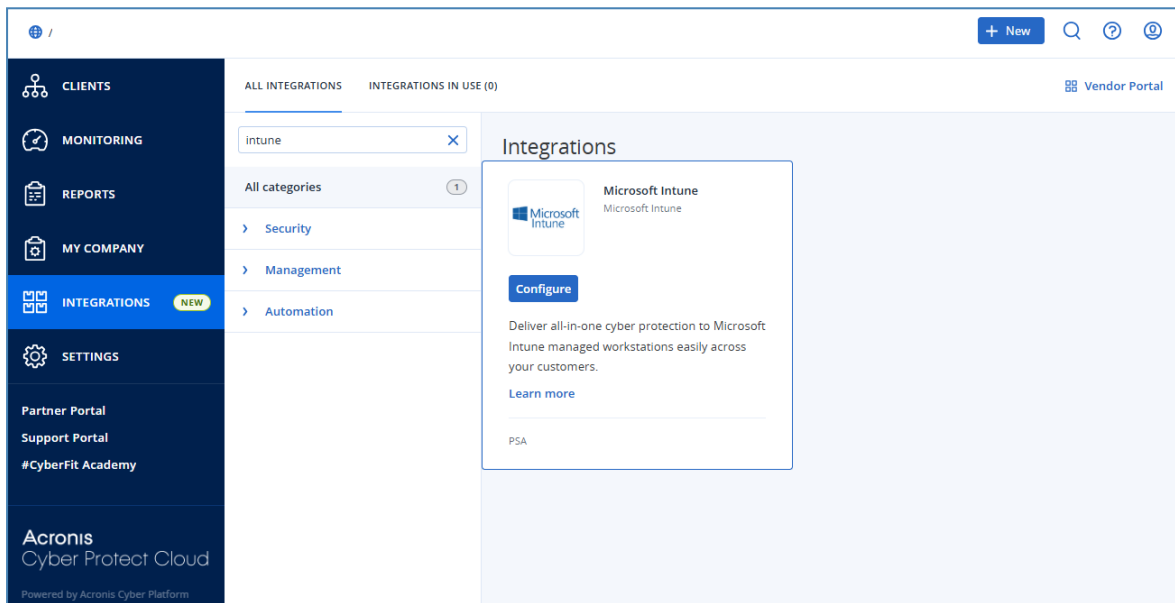 /
+ New
CLIENTS
MONITORING
REPORTS
MY COMPANY
INTEGRATIONS NEW
SETTINGS
Partner Portal
Support Portal
#CyberFit Academy
Acronis
Cyber Protect Cloud
Powered by Acronis Cyber Platform
ALL INTEGRATIONS INTEGRATIONS IN USE (0)
Vendor Portal
intune
All categories 1
Security
Management
Automation
Integrations
Microsoft
Intune
Microsoft Intune
Microsoft Intune
Configure
Deliver all-in-one cyber protection to Microsoft
Intune managed workstations easily across
your customers.
Learn more
PSA